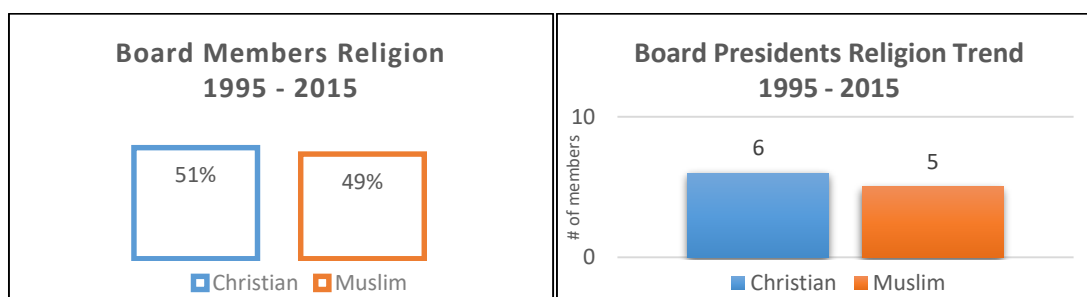 Board Members Religion
1995 - 2015
51%
49%
Christian Muslim
Board Presidents Religion Trend
1995 - 2015
# of members
10
0
6
5
Christian Muslim